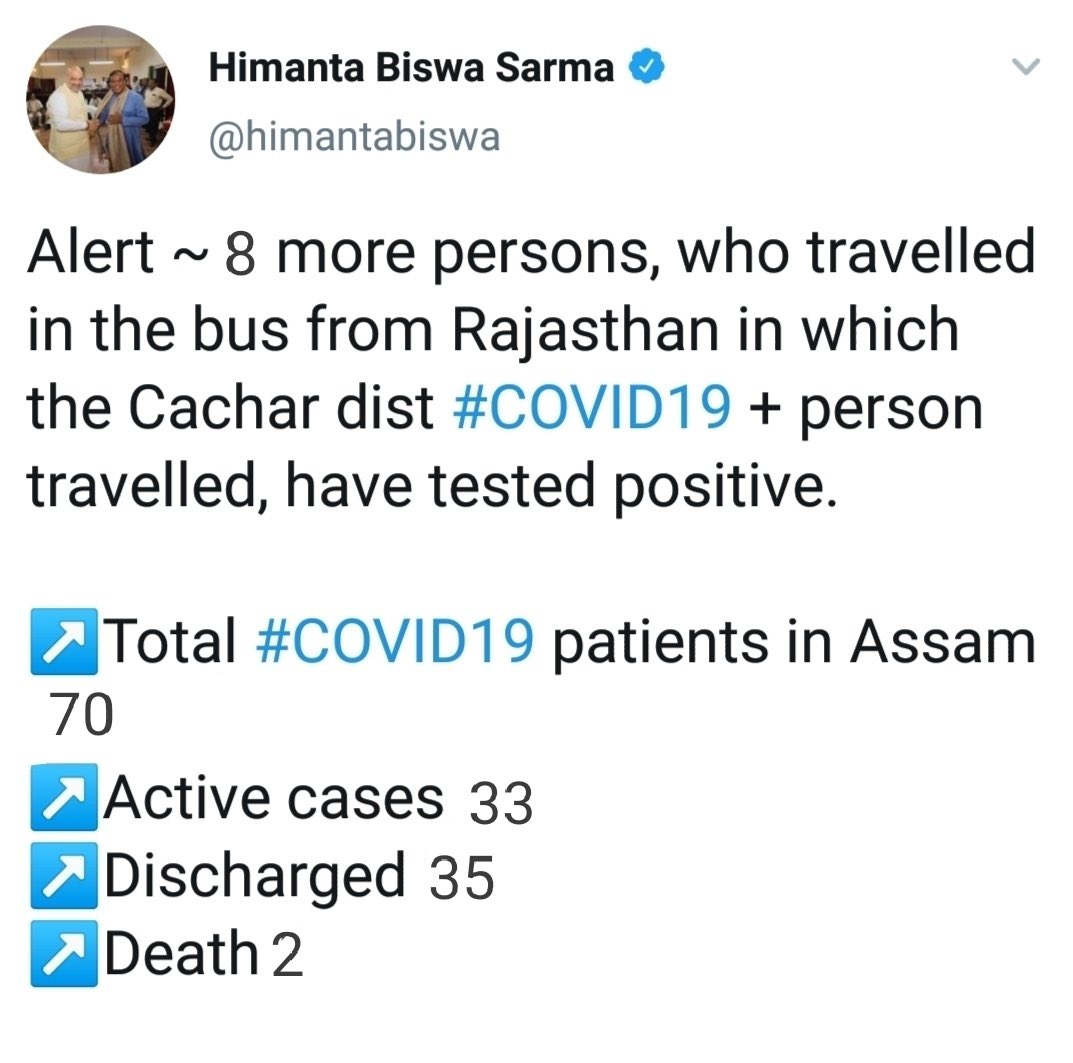 Himanta Biswa Sarma
@himantabiswa
Alert ~ 8 more persons, who travelled
in the bus from Rajasthan in which
the Cachar dist #COVID19 + person
travelled, have tested positive.
↗Total #COVID19 patients in Assam
70
↗Active cases 33
↗Discharged 35
↗Death 2